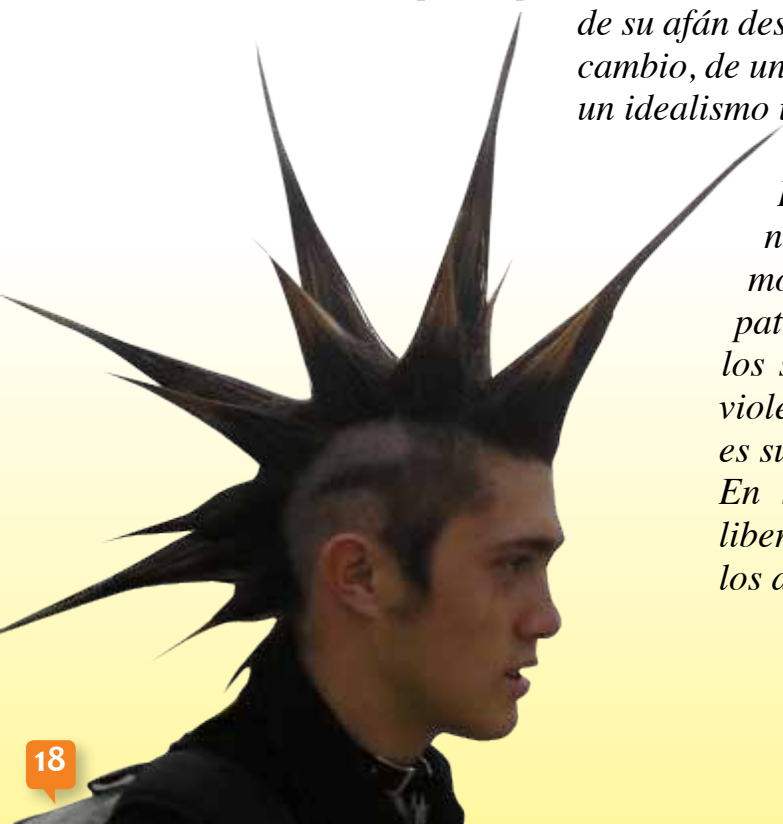 de su afán des
cambio, de un
un idealismo
n
mo
pat
los
viole
es su
En
liber
los
18